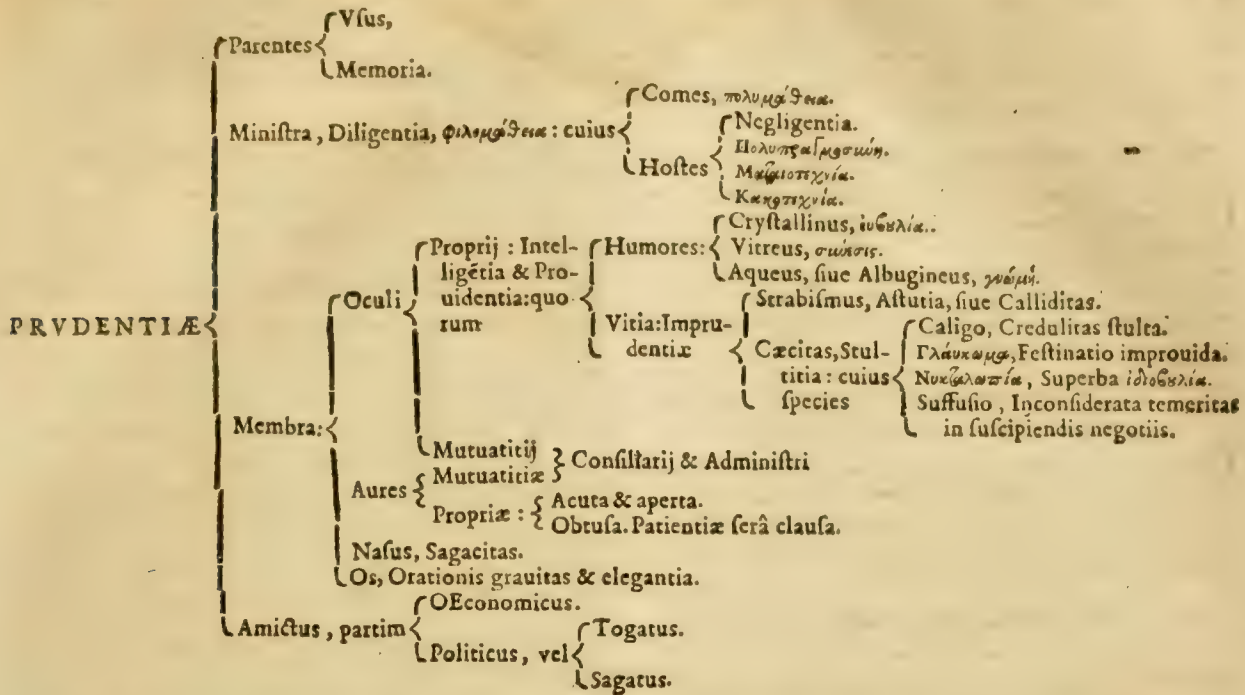 Parentes
Vſus,
Memoria.
Miniſtra, Diligentia, φιλομάθεια : cuius
Comes, πολυμάθεια.
Hoſtes
Negligentia.
Πολυπραγμοσύνη.
Ματαιοτεχνία.
Κακοτεχνία.
PRVDENTIÆ
Membra:
Oculi
Proprij : Intel-
ligẽtia & Pro-
uidentia:quo
rum
Humores:
Cryſtallinus, ἐυβουλία..
Vitreus, σύνεσις.
Aqueus, ſiue Albugineus, γνώμη.
Vitia:Impru-
dentiæ
Strabiſmus, Aſtutia, ſiue Calliditas.
Cæcitas, Stul-
titia : cuius
ſpecies
Caligo, Credulitas ſtulta.
Γλάυκωμα, Feſtinatio improuida.
Νυκταλωπία, Superba ἰδιοβουλία.
Suffuſio, Inconſiderata temeritas
in ſuſcipiendis negotiis.
Mutuatitij
Aures
Mutuatitiæ
Conſiliarij & Adminiſtri
Propriæ :
Acuta & aperta.
Obtuſa. Patientiæ ſerâ clauſa.
Naſus, Sagacitas.
Os, Orationis grauitas & elegantia.
Amictus, partim
OEconomicus.
Politicus, vel
Togatus.
Sagatus.